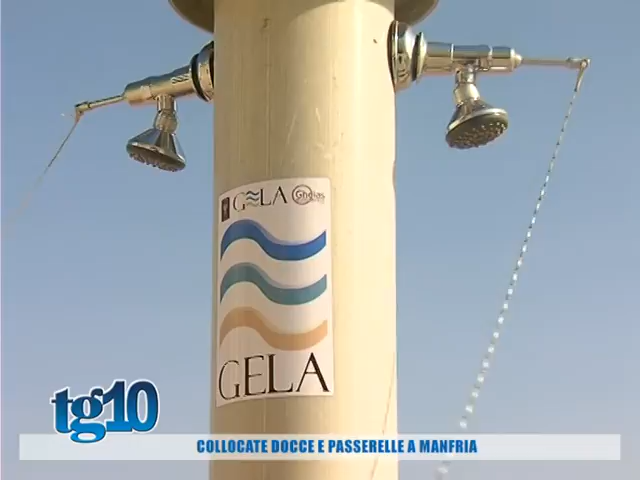 GELA
GELA
tg10
COLLOCATE DOCCE E PASSERELLE A MANFRIA